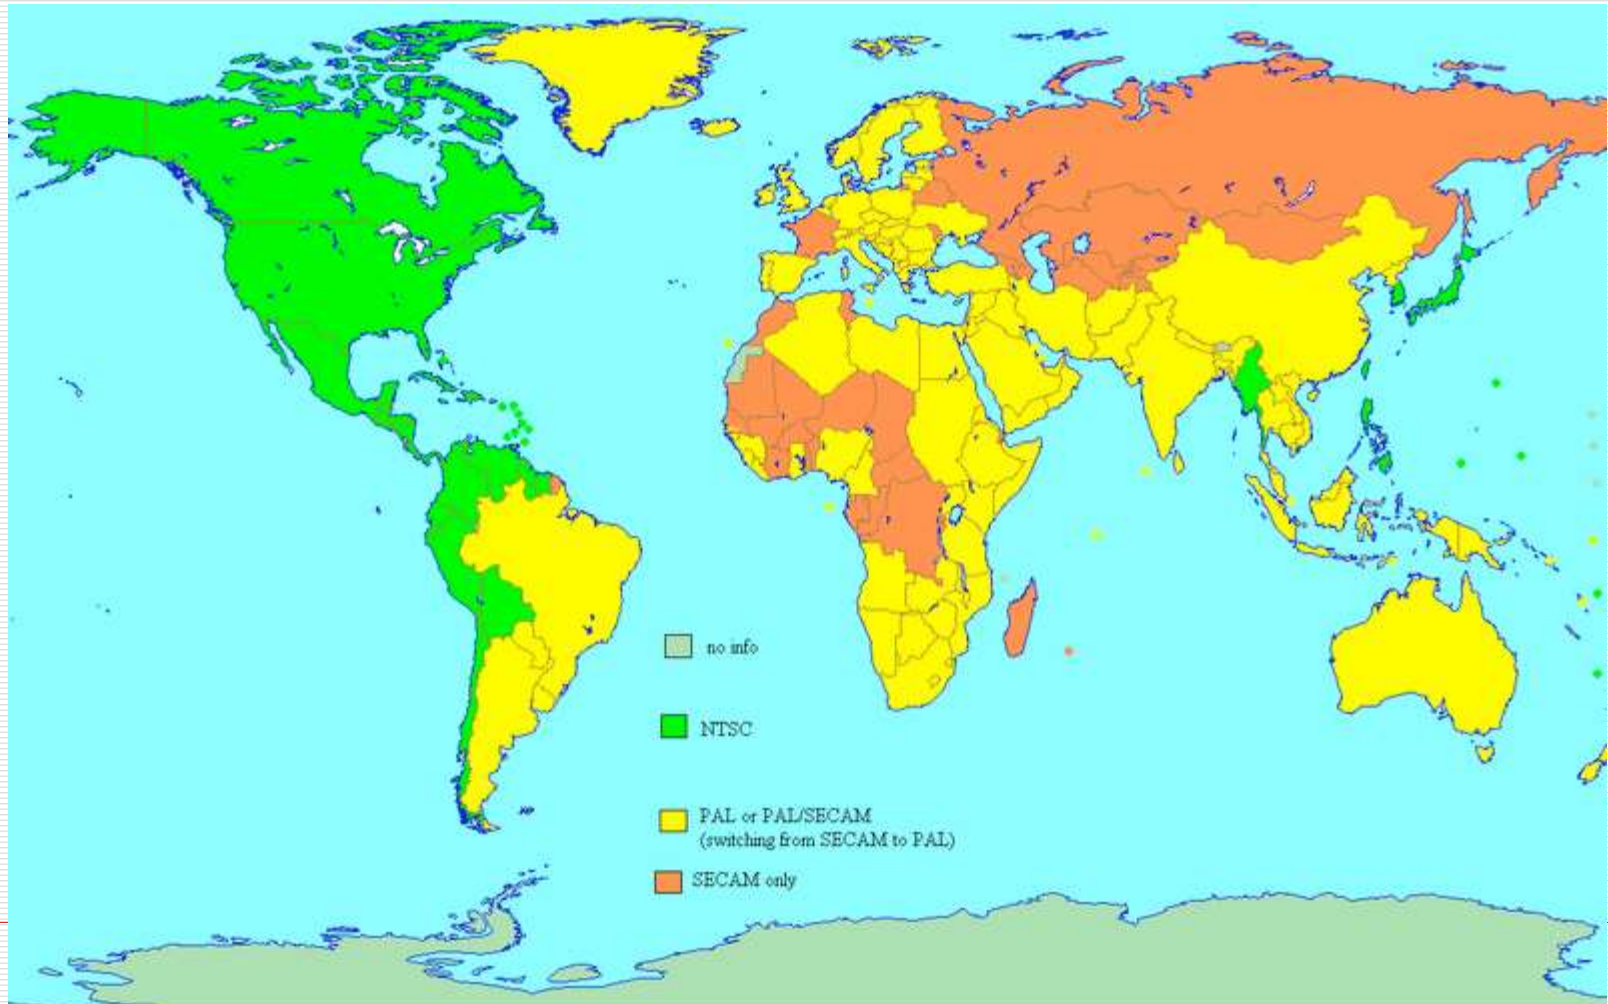 no info
NTSC
PAL or PAL/SECAM
(switching from SECAM to PAL)
SECAM only